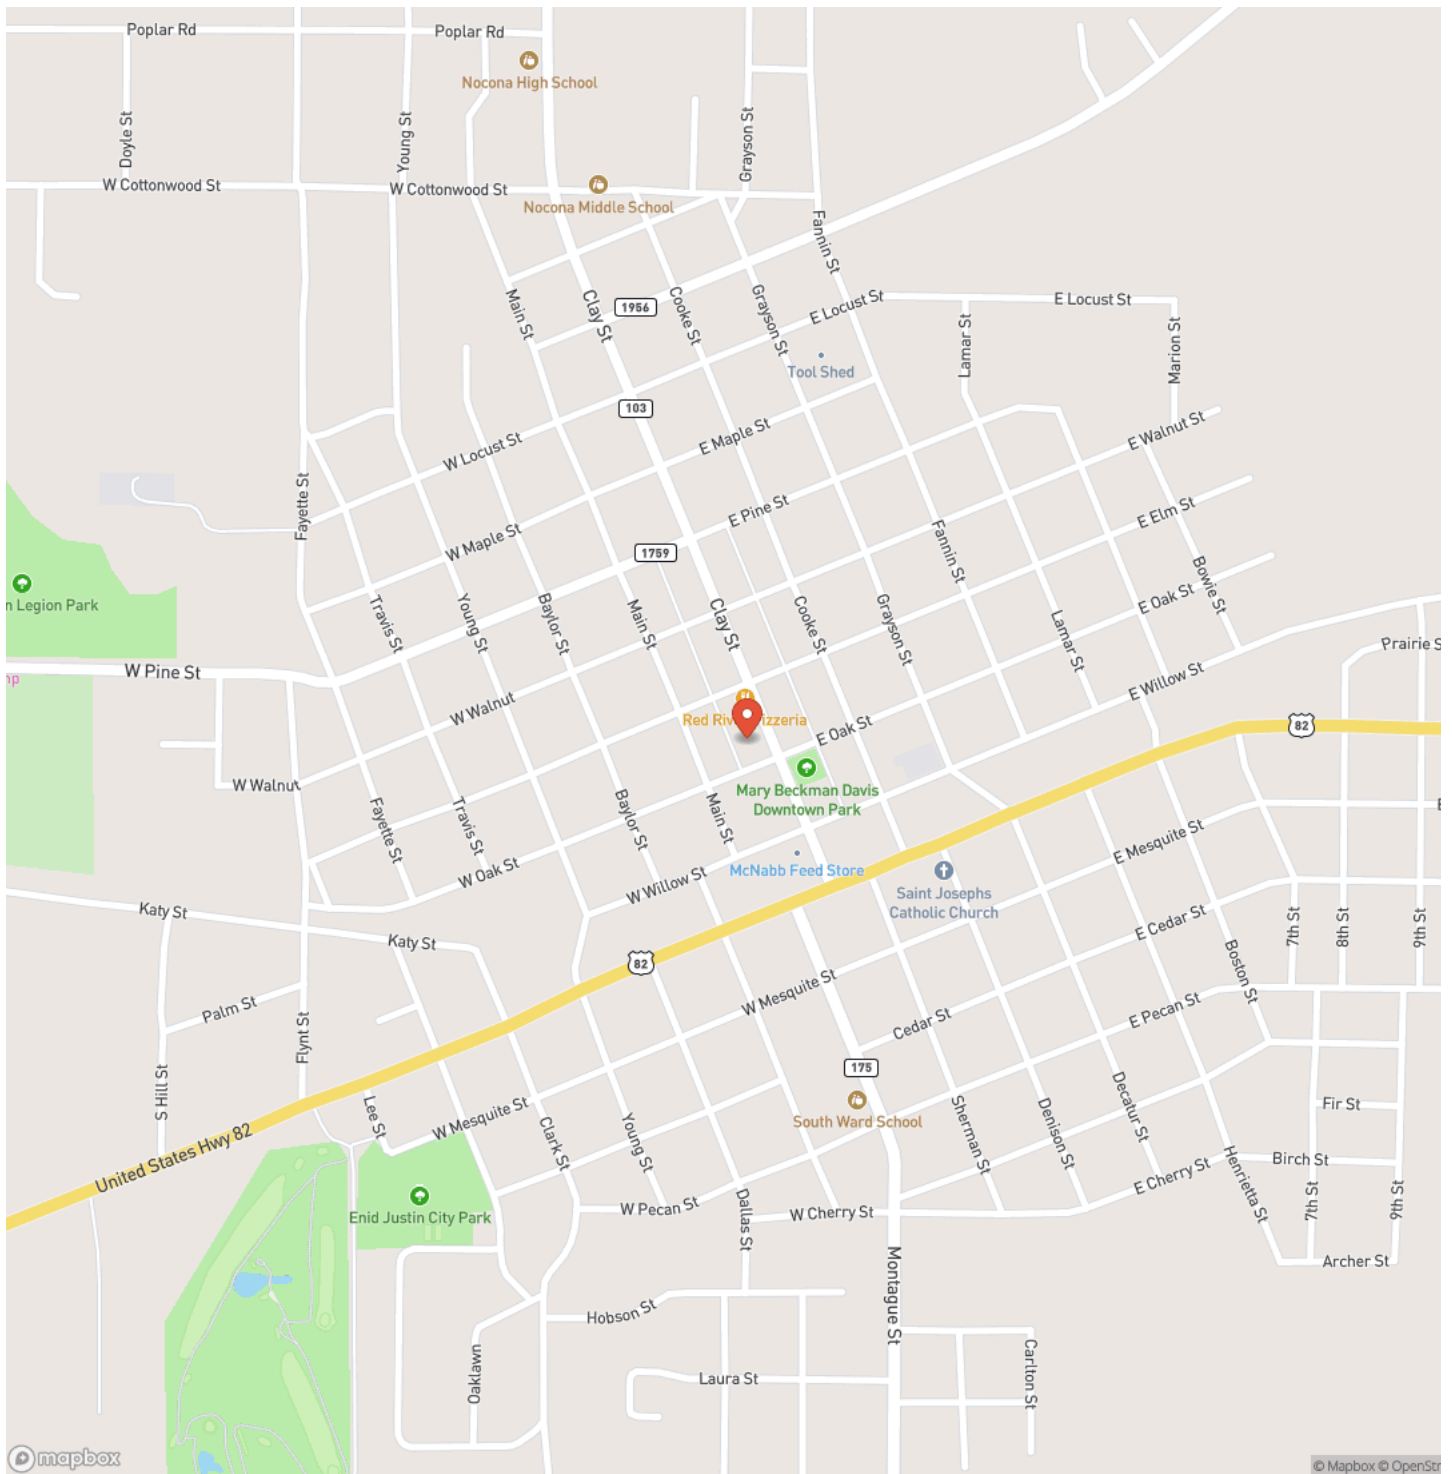 Poplar Rd
Poplar Rd
Nocona High School
Doyle St
Young St
Grayson St
W Cottonwood St
W Cottonwood St
Nocona Middle School
Fannin St
Main St
Clay St
1956
Cooke St
Grayson St
E Locust St
E Locust St
Lamar St
Marion St
Tool Shed
103
W Locust St
E Maple St
E Walnut St
Fayette St
W Maple St
1759
E Pine St
Fannin St
E Elm St
n Legion Park
Travis St
Young St
Baylor St
Main St
Clay St
Cooke St
Grayson St
Lamar St
Bowie St
E Oak St
Prairie S
W Pine St
mp
W Walnut
Red Riv
zzeria
E Oak St
E Willow St
82
W Walnut
Mary Beckman Davis
Downtown Park
Fayette St
Travis St
Baylor St
Main St
E Mesquite St
E
W Oak St
W Willow St
McNabb Feed Store
Saint Josephs
Catholic Church
Katy St
Katy St
82
E Cedar St
7th St
8th St
9th St
Boston St
Palm St
Flynt St
W Mesquite St
Cedar St
E Pecan St
S Hill St
Lee St
175
W Mesquite St
Clark St
Young St
South Ward School
Sherman St
Denison St
Decatur St
Fir St
United States Hwy 82
Henrietta St
Birch St
Enid Justin City Park
W Pecan St
Dallas St
W Cherry St
E Cherry St
7th St
9th St
Montague St
Archer St
Hobson St
Oaklawn
Laura St
Carlton St
mapbox
© Mapbox © OpenStr